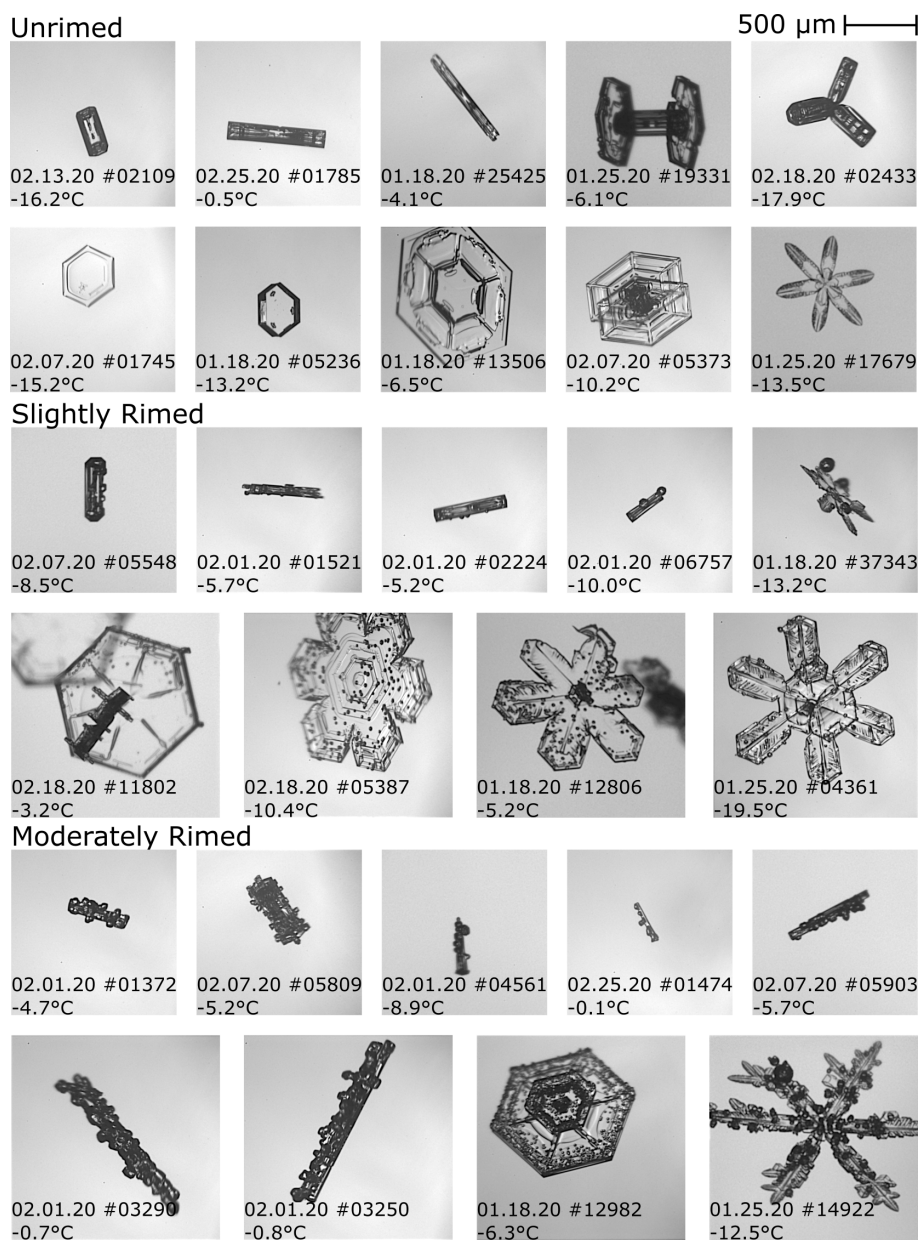 Unrimed 500 µm
02.13.20 #02109 02.25.20 #01785 01.18.20 #25425 01.25.20 #19331 02.18.20 #02433
-16.2°C -0.5°C -4.1°C -6.1°C -17.9°C
02.07.20 #01745 01.18.20 #05236 01.18.20 #13506 02.07.20 #05373 01.25.20 #17679
-15.2°C -13.2°C -6.5°C -10.2°C -13.5°C
Slightly Rimed
02.07.20 #05548 02.01.20 #01521 02.01.20 #02224 02.01.20 #06757 01.18.20 #37343
-8.5°C -5.7°C -5.2°C -10.0°C -13.2°C
02.18.20 #11802 02.18.20 #05387 01.18.20 #12806 01.25.20 #04361
-3.2°C -10.4°C -5.2°C -19.5°C
Moderately Rimed
02.01.20 #01372 02.07.20 #05809 02.01.20 #04561 02.25.20 #01474 02.07.20 #05903
-4.7°C -5.2°C -8.9°C -0.1°C -5.7°C
02.01.20 #03290 02.01.20 #03250 01.18.20 #12982 01.25.20 #14922
-0.7°C -0.8°C -6.3°C -12.5°C